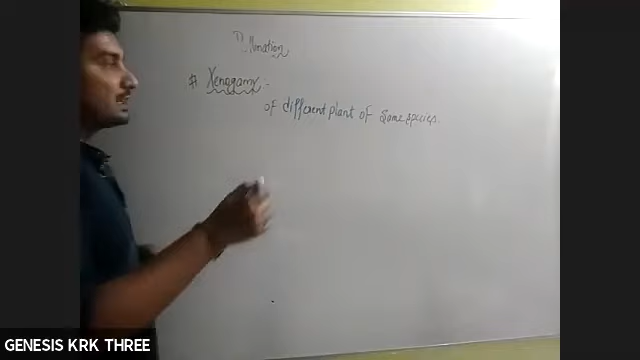 Pollination
# Xenogamy :-
of different plant of same species.
GENESIS KRK THREE